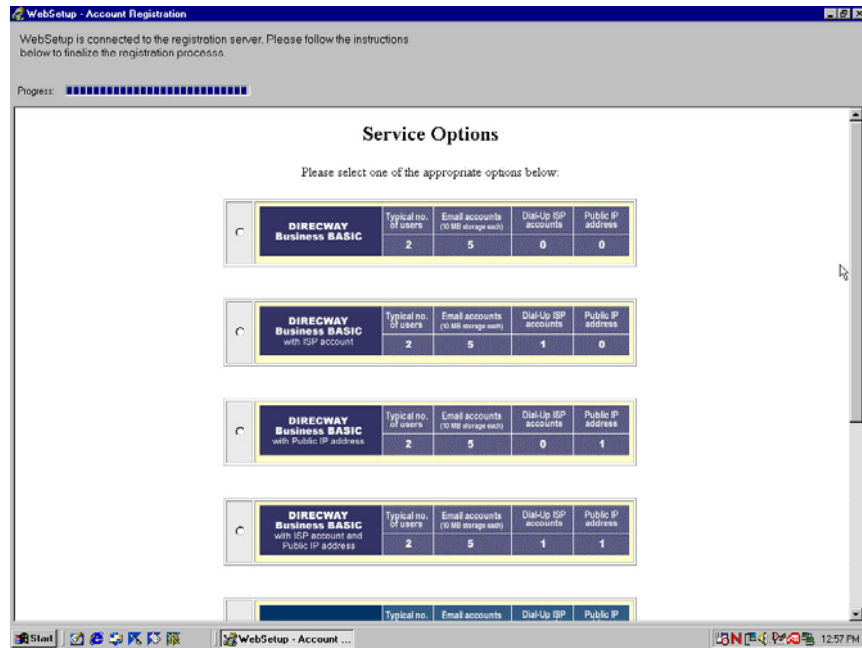 WebSetup - Account Registration
WebSetup is connected to the registration server. Please follow the instructions
below to finalize the registration processs.
Progress:
Service Options
Please select one of the appropriate options below:
DIRECWAY
Business BASIC
Typical no.
of users
Email accounts
(10 MB storage each)
Dial-Up ISP
accounts
Public IP
address
2
5
0
0
DIRECWAY
Business BASIC
with ISP account
Typical no.
of users
Email accounts
(10 MB storage each)
Dial-Up ISP
accounts
Public IP
address
2
5
1
0
DIRECWAY
Business BASIC
with Public IP address
Typical no.
of users
Email accounts
(10 MB storage each)
Dial-Up ISP
accounts
Public IP
address
2
5
0
1
DIRECWAY
Business BASIC
with ISP account and
Public IP address
Typical no.
of users
Email accounts
(10 MB storage each)
Dial-Up ISP
accounts
Public IP
address
2
5
1
1
Typical no.
Email accounts
Dial-Up ISP
Public IP
Start
WebSetup - Account ...
12:57 PM